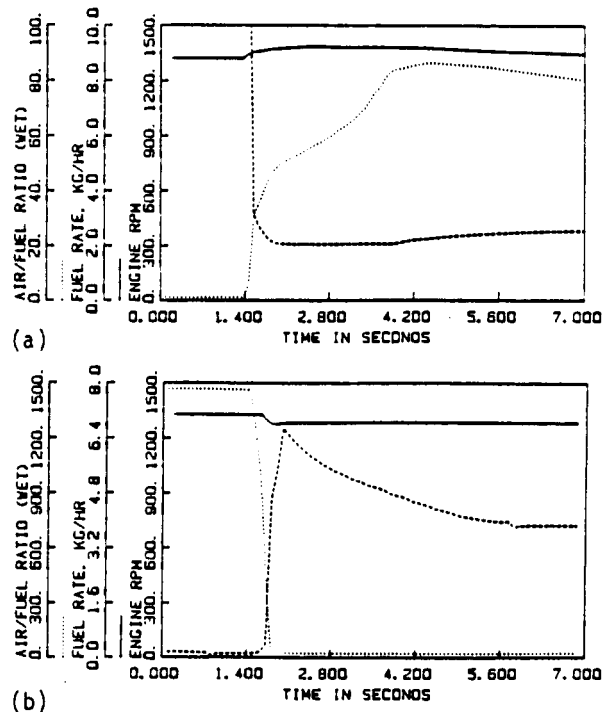 AIR/FUEL RATIO (WET)
0. 20. 40. 60. 80. 100.
FUEL RATE, KG/HR
0.0 2.0 4.0 6.0 8.0 10.0
ENGINE RPM
0. 300. 600. 900. 1200. 1500.
0.000 1.400 2.800 4.200 5.600 7.000
TIME IN SECONDS
(a)
AIR/FUEL RATIO (WET)
0. 300. 600. 900. 1200. 1500.
FUEL RATE, KG/HR
0.0 1.6 3.2 4.8 6.4 8.0
ENGINE RPM
0. 300. 600. 900. 1200. 1500.
0.000 1.400 2.800 4.200 5.600 7.000
TIME IN SECONDS
(b)